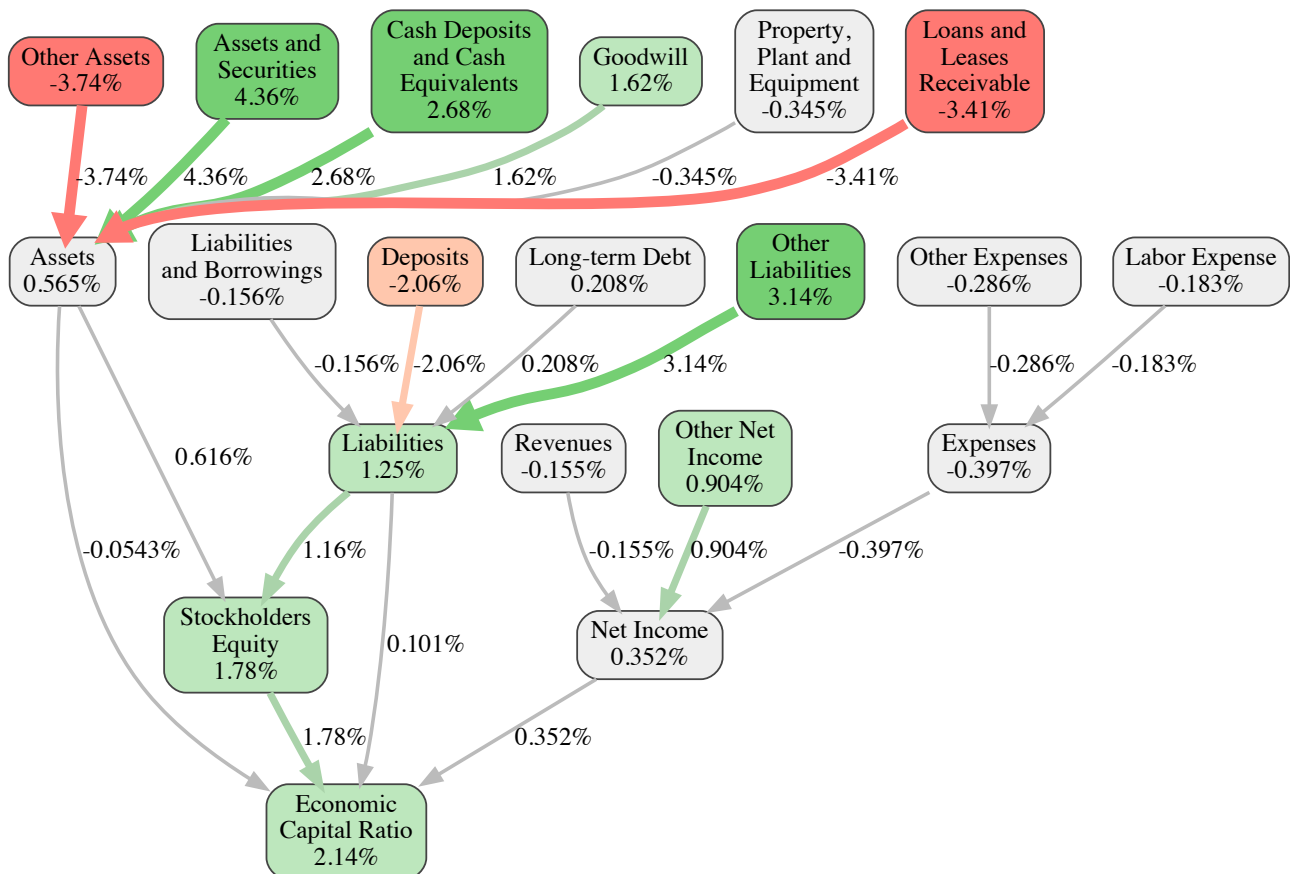 Other Assets
-3.74%
Assets and
Securities
4.36%
Cash Deposits
and Cash
Equivalents
2.68%
Goodwill
1.62%
Property,
Plant and
Equipment
-0.345%
Loans and
Leases
Receivable
-3.41%
-3.74%
4.36%
2.68%
1.62%
-0.345%
-3.41%
Assets
0.565%
Liabilities
and Borrowings
-0.156%
Deposits
-2.06%
Long-term Debt
0.208%
Other
Liabilities
3.14%
Other Expenses
-0.286%
Labor Expense
-0.183%
-0.156%
-2.06%
0.208%
3.14%
-0.286%
-0.183%
0.616%
Liabilities
1.25%
Revenues
-0.155%
Other Net
Income
0.904%
Expenses
-0.397%
-0.0543%
1.16%
-0.155%
0.904%
-0.397%
Stockholders
Equity
1.78%
0.101%
Net Income
0.352%
1.78%
0.352%
Economic
Capital Ratio
2.14%